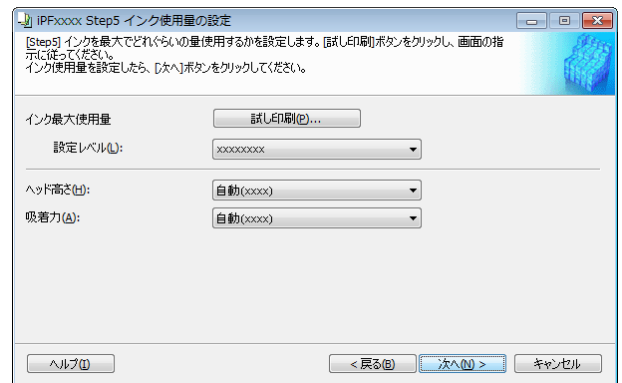 iPFxxxx Step5 インク使用量の設定
[Step5] インクを最大でどれぐらいの量使用するかを設定します。[試し印刷]ボタンをクリックし、画面の指
示に従ってください。
インク使用量を設定したら、[次へ]ボタンをクリックしてください。
インク最大使用量 試し印刷(P)...
設定レベル(L): xxxxxxxx
ヘッド高さ(H): 自動(xxxx)
吸着力(A): 自動(xxxx)
ヘルプ(I) < 戻る(B) 次へ(N) > キャンセル